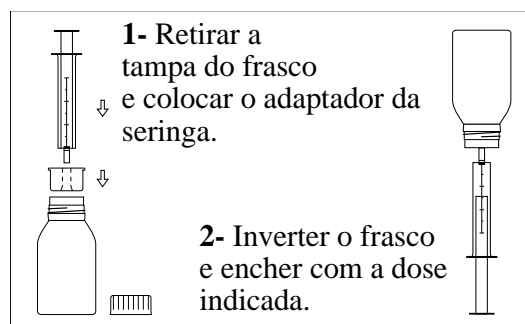 1- Retirar a
tampa do frasco
e colocar o adaptador da
seringa.
2- Inverter o frasco
e encher com a dose
indicada.